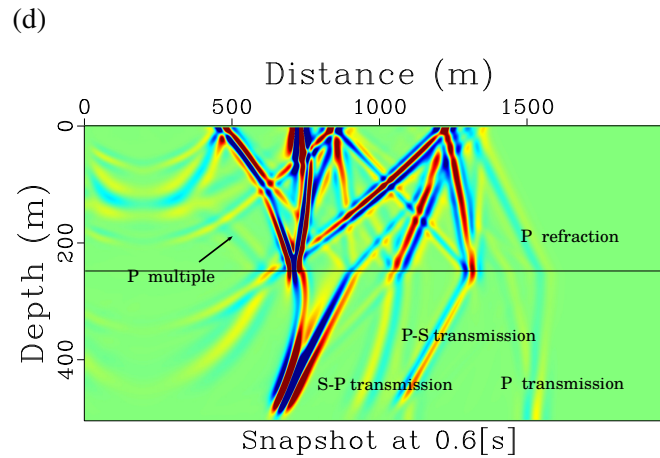 (d)
Distance (m)
0 500 1000 1500
0
200
400
Depth (m)
P refraction
P multiple
P-S transmission
S-P transmission
P transmission
Snapshot at 0.6[s]